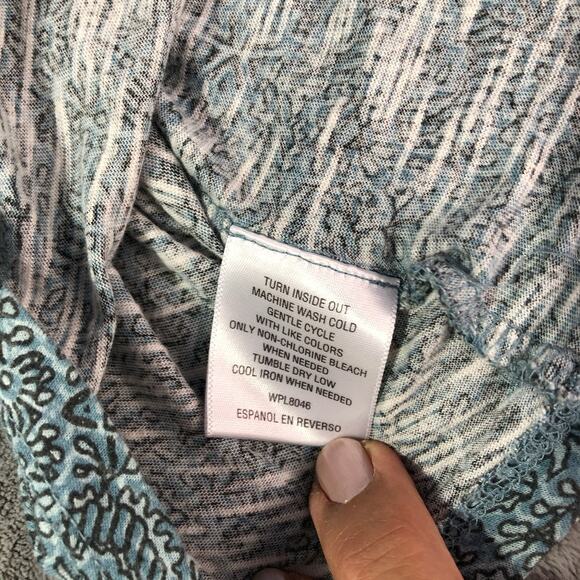 TURN INSIDE OUT
MACHINE WASH COLD
GENTLE CYCLE
WITH LIKE COLORS
ONLY NON-CHLORINE BLEACH
WHEN NEEDED
TUMBLE DRY LOW
COOL IRON WHEN NEEDED
WPL8046
ESPANOL EN REVERSO